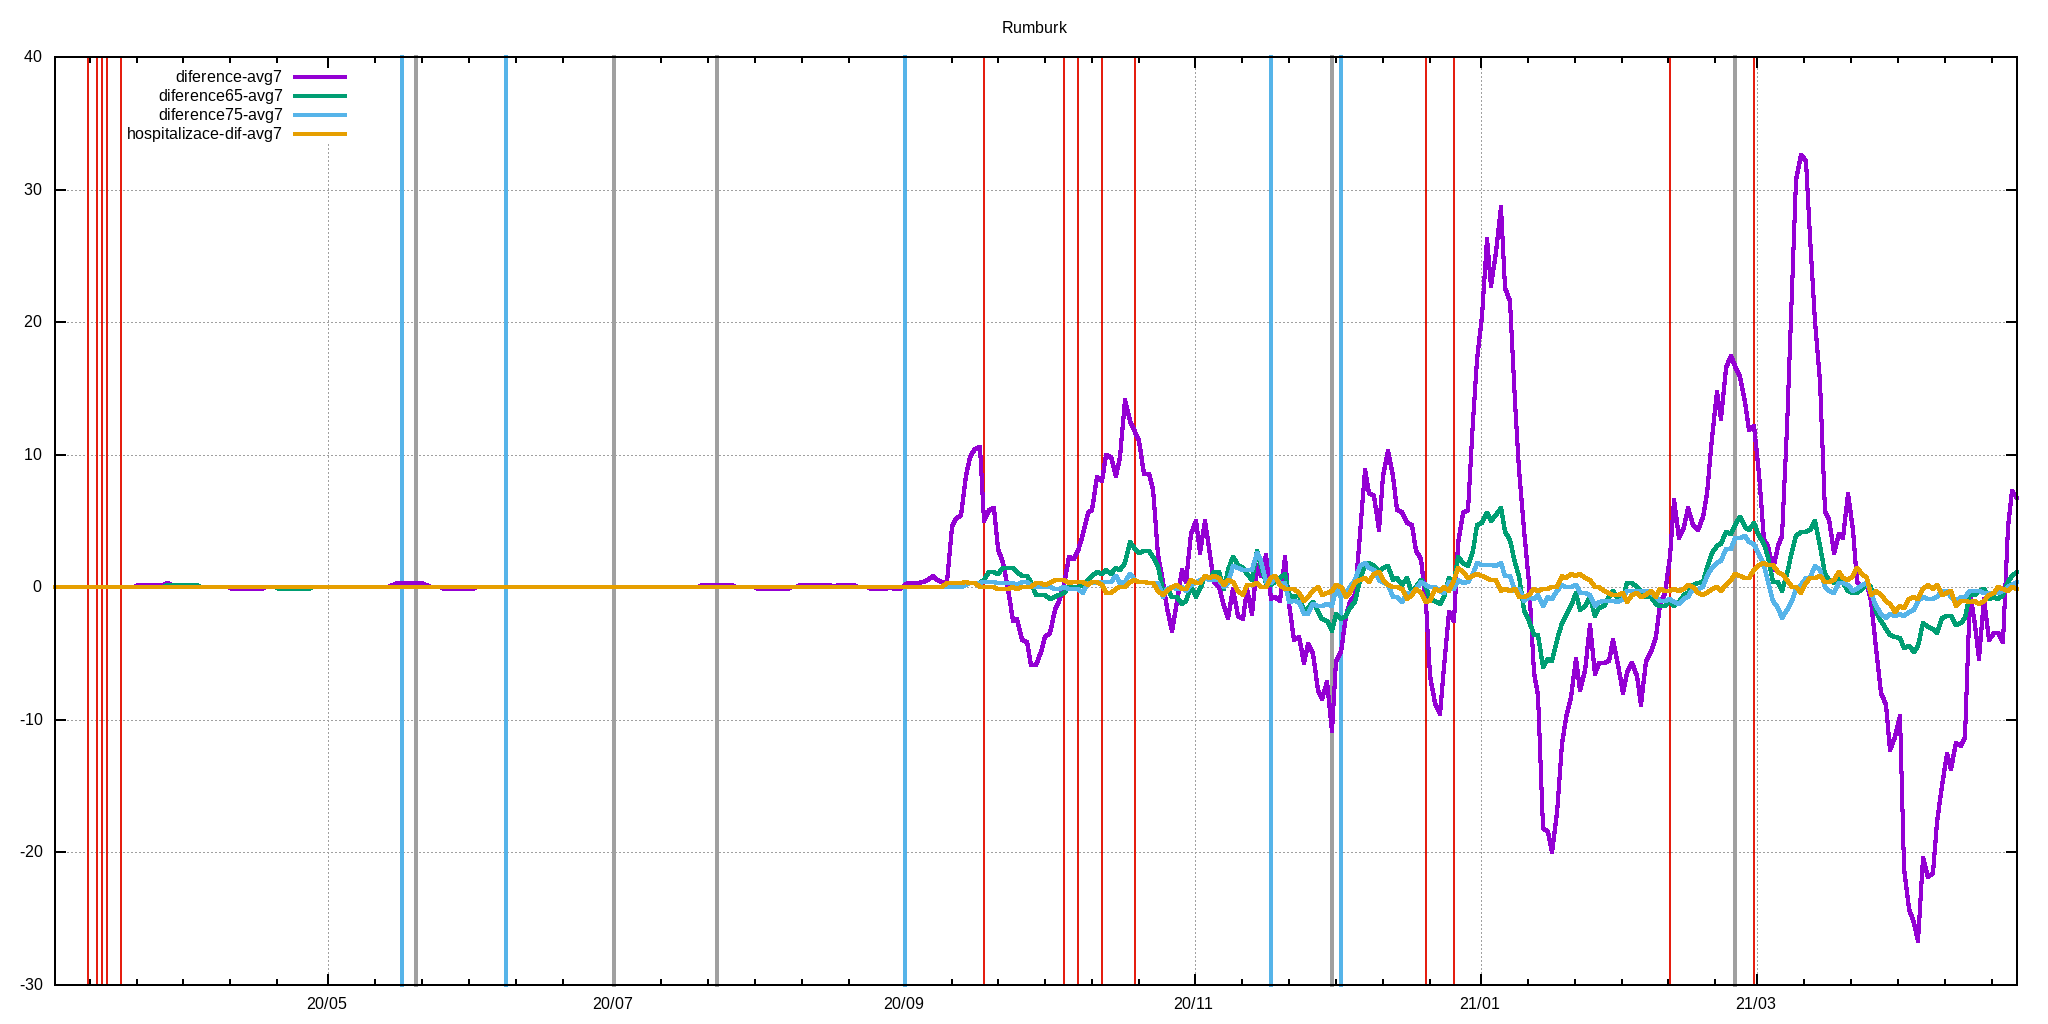 Rumburk
diference-avg7
diference65-avg7
diference75-avg7
hospitalizace-dif-avg7
40
30
20
10
0
-10
-20
-30
20/05 20/07 20/09 20/11 21/01 21/03